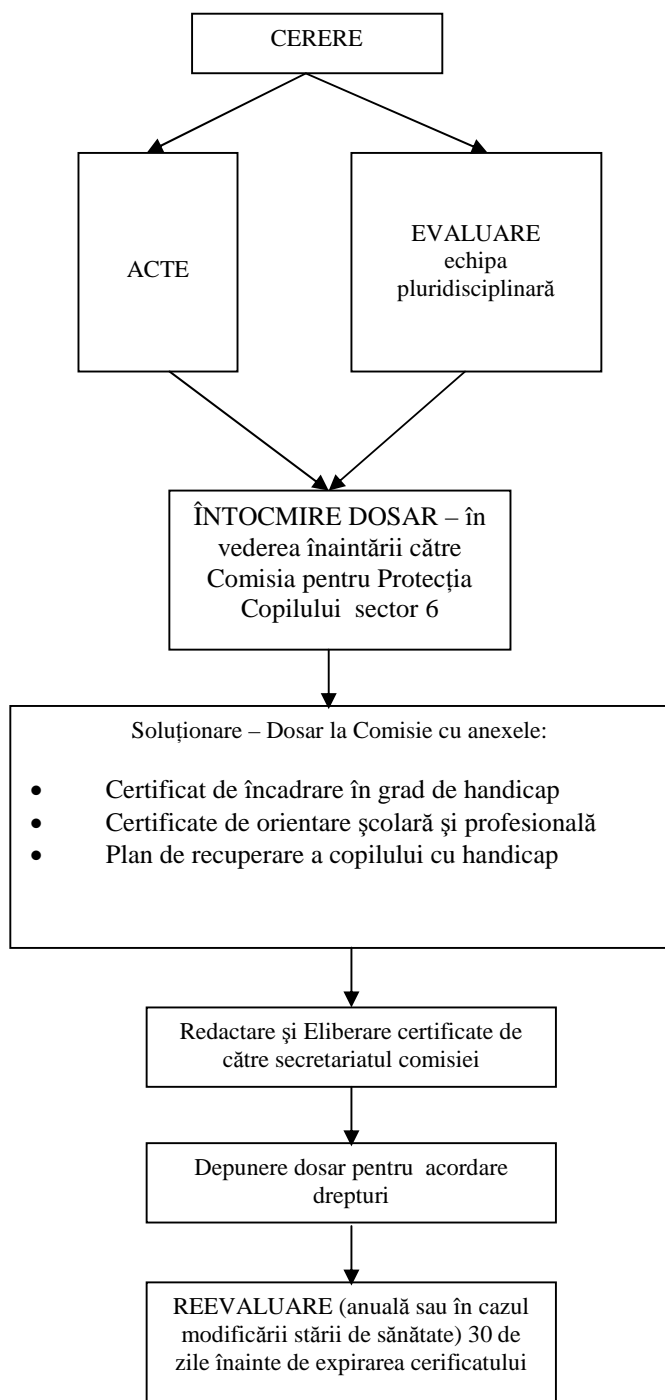 CERERE
ACTE
EVALUARE
echipa
pluridisciplinară
ÎNTOCMIRE DOSAR – în
vederea înaintării către
Comisia pentru Protecția
Copilului sector 6
Soluționare – Dosar la Comisie cu anexele:
• Certificat de încadrare în grad de handicap
• Certificate de orientare şcolară şi profesională
• Plan de recuperare a copilului cu handicap
Redactare şi Eliberare certificate de
către secretariatul comisiei
Depunere dosar pentru acordare
drepturi
REEVALUARE (anuală sau în cazul
modificării stării de sănătate) 30 de
zile înainte de expirarea cerificatului